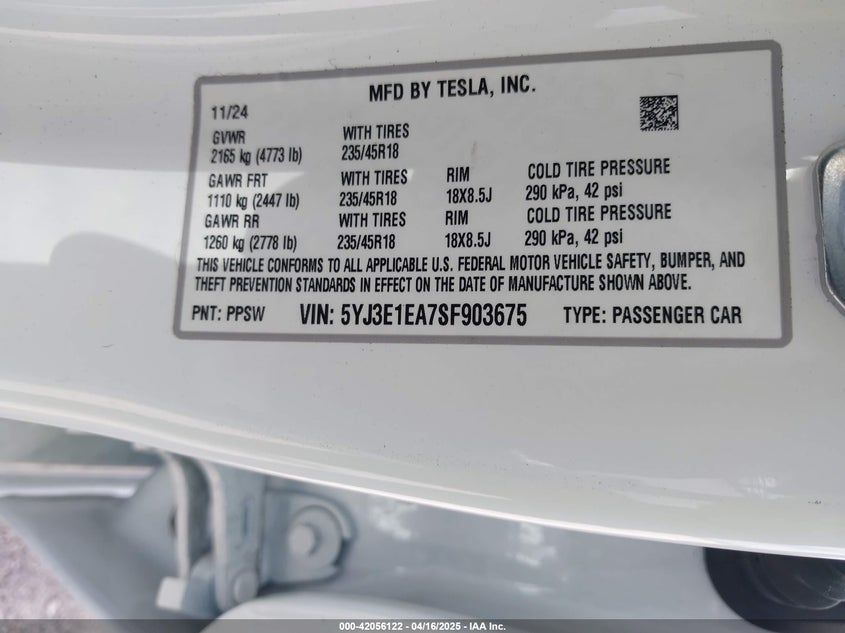 MFD BY TESLA, INC.
11/24
GVWR WITH TIRES
2165 kg (4773 lb) 235/45R18
GAWR FRT WITH TIRES RIM COLD TIRE PRESSURE
1110 kg (2447 lb) 235/45R18 18X8.5J 290 kPa, 42 psi
GAWR RR WITH TIRES RIM COLD TIRE PRESSURE
1260 kg (2778 lb) 235/45R18 18X8.5J 290 kPa, 42 psi
THIS VEHICLE CONFORMS TO ALL APPLICABLE U.S. FEDERAL MOTOR VEHICLE SAFETY, BUMPER, AND
THEFT PREVENTION STANDARDS IN EFFECT ON THE DATE OF MANUFACTURE SHOWN ABOVE.
PNT: PPSW VIN: 5YJ3E1EA7SF903675 TYPE: PASSENGER CAR
000-42056122 - 04/16/2025 - IAA Inc.